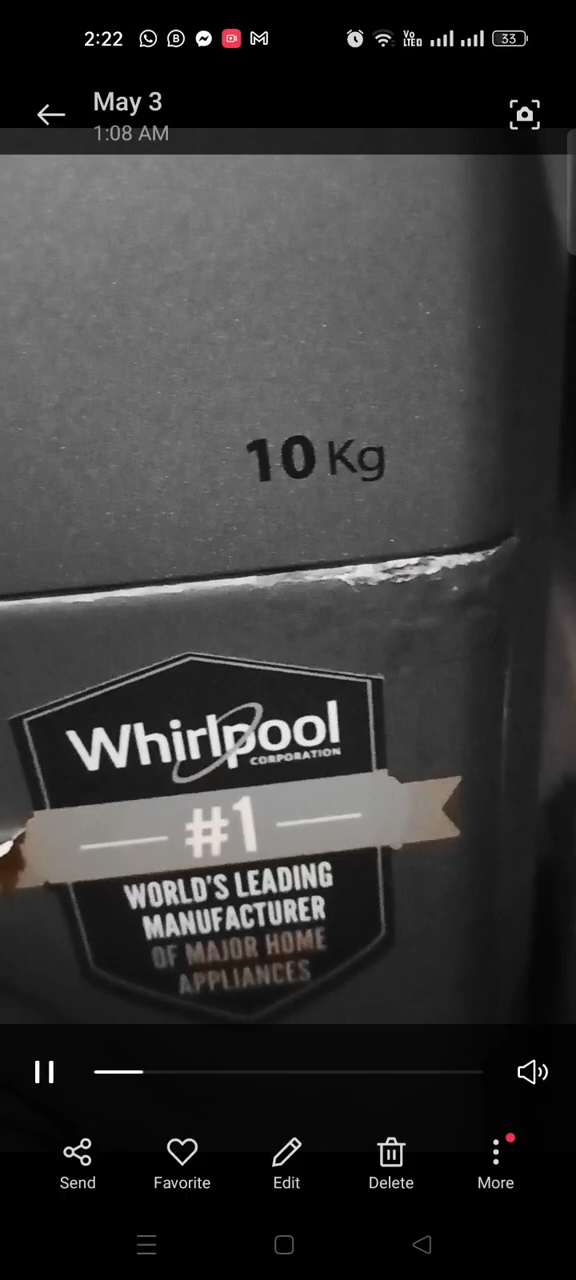 2:22
VoLTED
33
May 3
1:08 AM
10 Kg
Whirlpool
CORPORATION
#1
WORLD'S LEADING
MANUFACTURER
OF MAJOR HOME
APPLIANCES
Send
Favorite
Edit
Delete
More